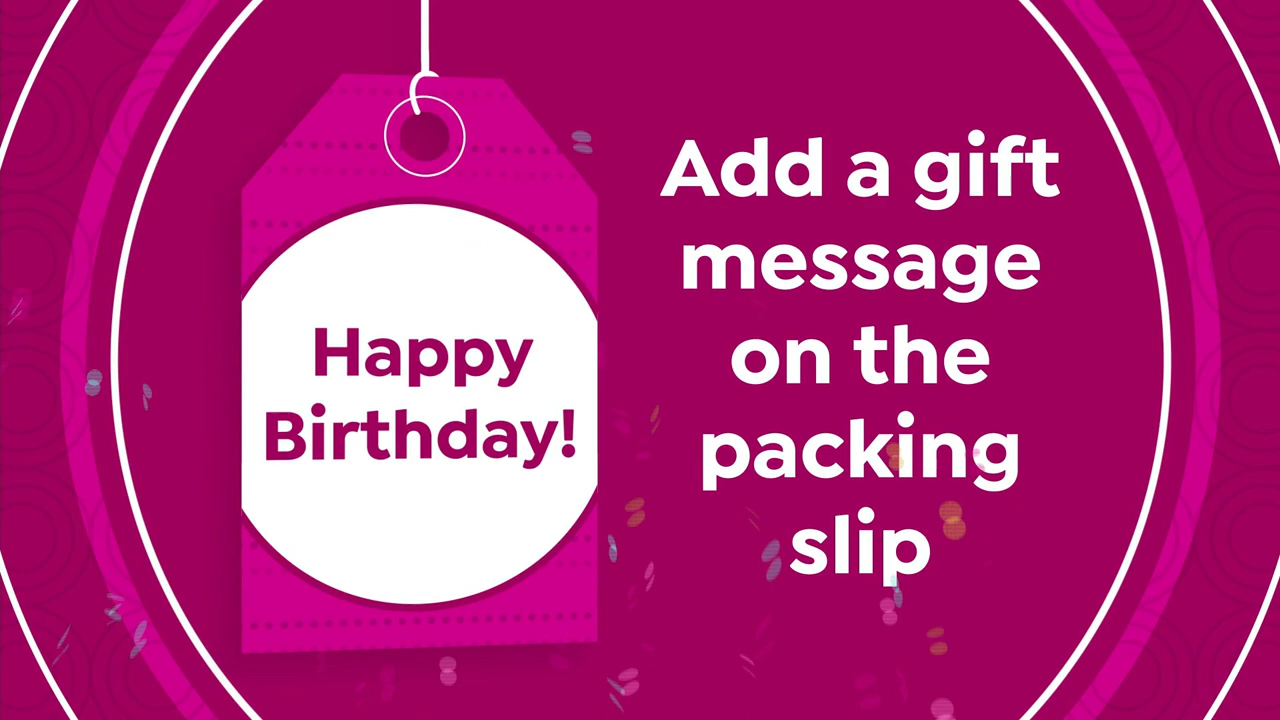 Happy
Birthday!
Add a gift
message
on the
packing
slip